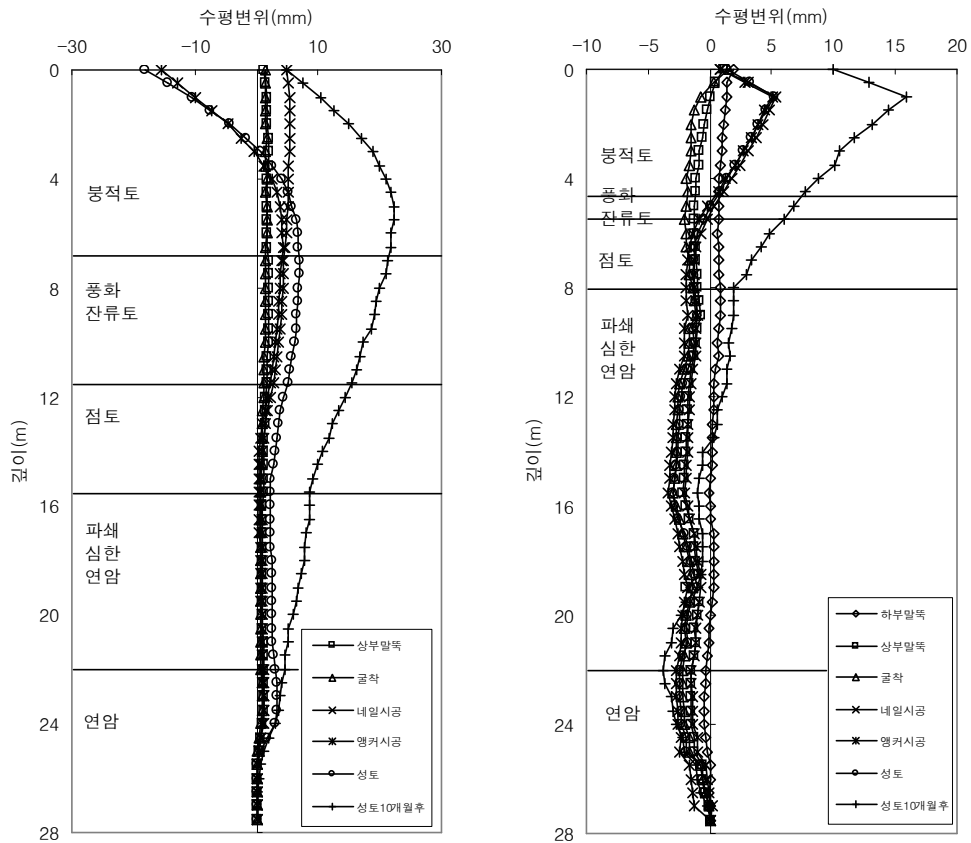 수평변위(mm)
−30
−10
10
30
0
4
8
12
16
20
24
28
깊이(m)
붕적토
풍화
잔류토
점토
파쇄
심한
연암
연암
상부말뚝
굴착
네일시공
앵커시공
성토
성토10개월후
수평변위(mm)
−10
−5
0
5
10
15
20
0
4
8
12
16
20
24
28
깊이(m)
붕적토
풍화
잔류토
점토
파쇄
심한
연암
연암
하부말뚝
상부말뚝
굴착
네일시공
앵커시공
성토
성토10개월후